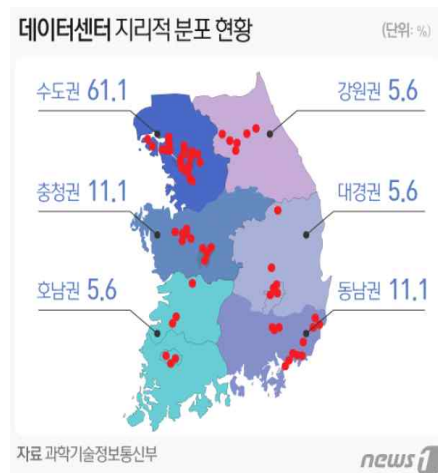 데이터센터 지리적 분포 현황 (단위: %)
수도권 61.1
강원권 5.6
충청권 11.1
대경권 5.6
호남권 5.6
동남권 11.1
자료 과학기술정보통신부
news1